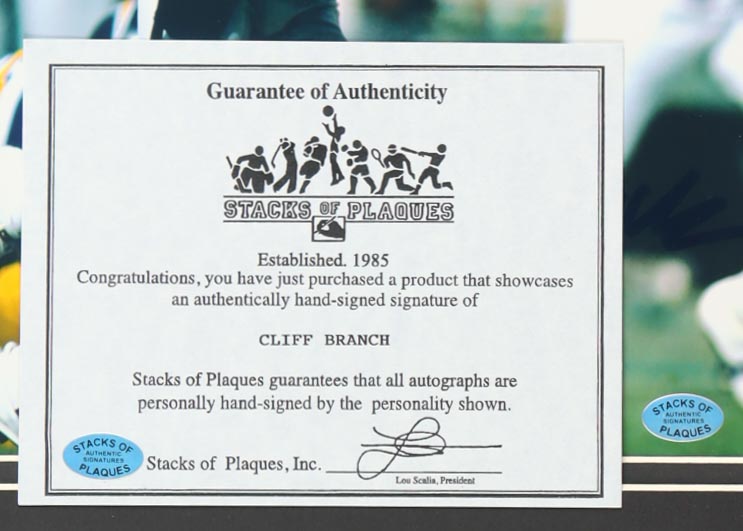 Guarantee of Authenticity
STACKS OF PLAQUES
Established. 1985
Congratulations, you have just purchased a product that showcases
an authentically hand-signed signature of
CLIFF BRANCH
Stacks of Plaques guarantees that all autographs are
personally hand-signed by the personality shown.
STACKS OF
AUTHENTIC
SIGNATURES
PLAQUES
Stacks of Plaques, Inc.
Lou Scalia, President
STACKS OF
AUTHENTIC
SIGNATURES
PLAQUES